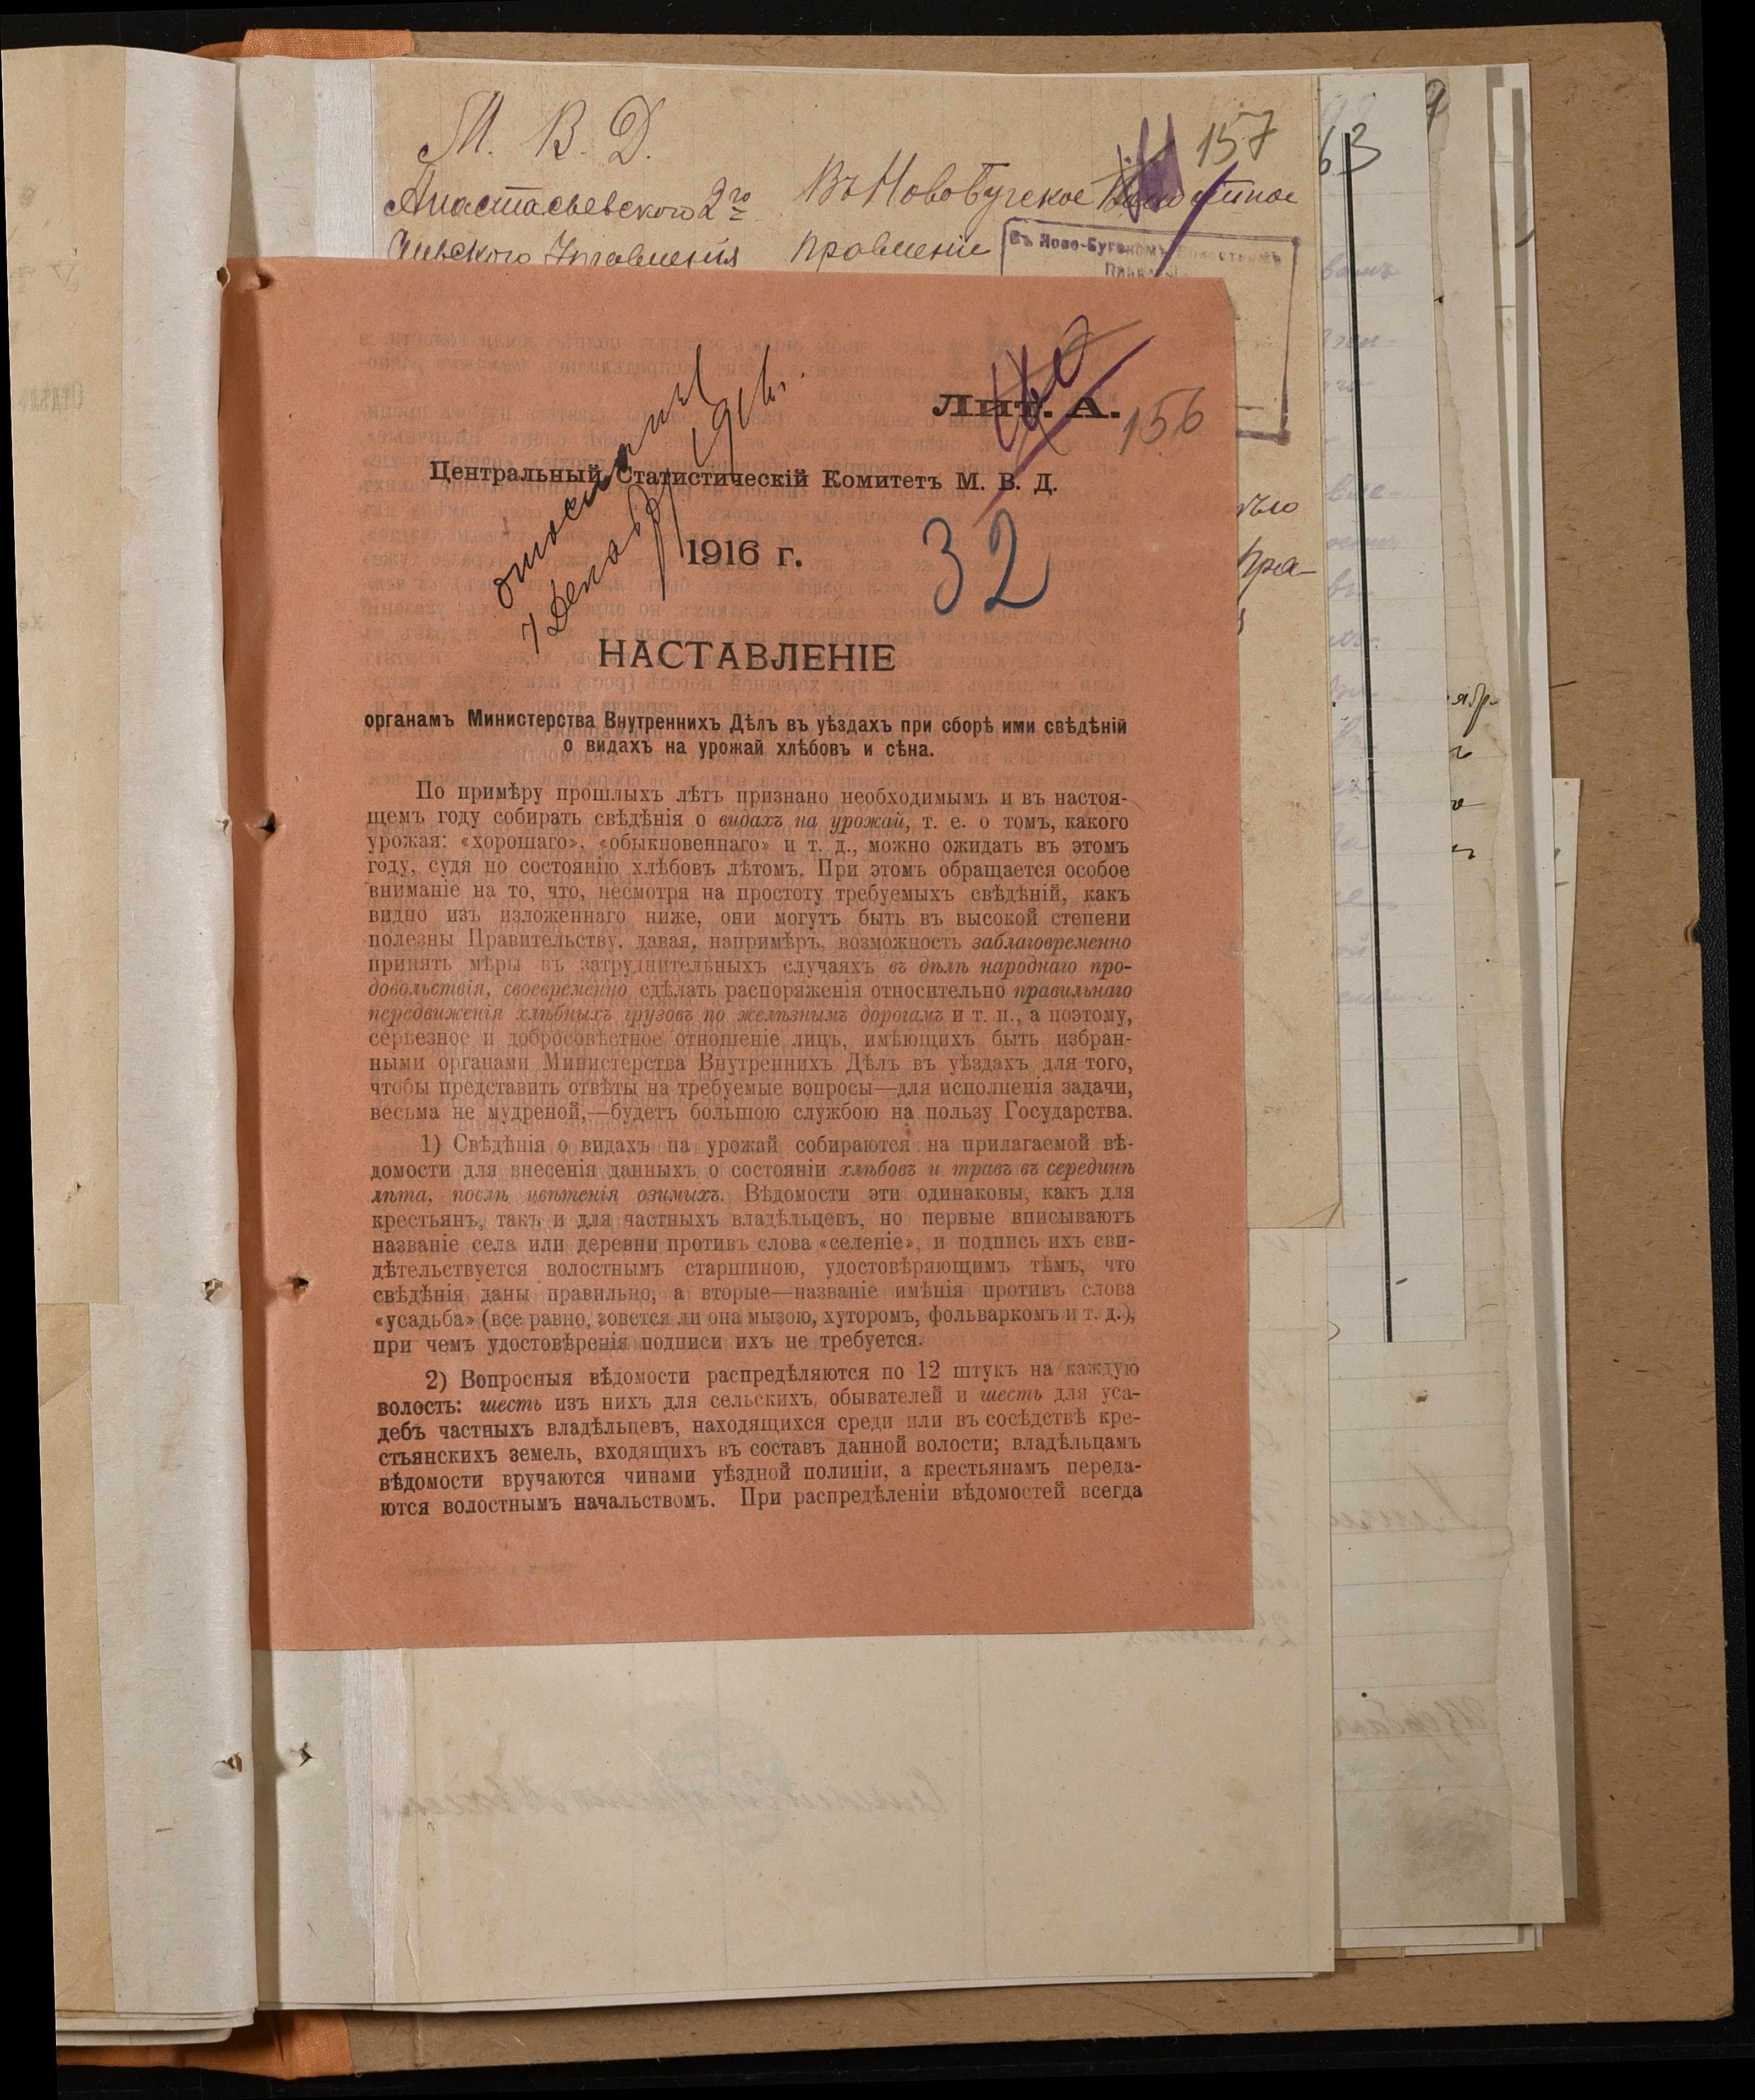 М. В. Д.
157
63
Анастасьевского 2го
Въ НовоБугское
Сельского Управленія
Правленіе
Въ Ново-Бугскомъ Волостномъ
Лит. А.
156
1916 г.
7 Декабря
Центральный Статистическій Комитетъ М. В. Д.
1916 г.
32
НАСТАВЛЕНІЕ
органамъ Министерства Внутреннихъ Дѣлъ въ уѣздахъ при сборѣ ими свѣдѣній
о видахъ на урожай хлѣбовъ и сѣна.
По примѣру прошлыхъ лѣтъ признано необходимымъ и въ настоя-
щемъ году собирать свѣдѣнія о видахъ на урожай, т. е. о томъ, какого
урожая: «хорошаго», «обыкновеннаго» и т. д., можно ожидать въ этомъ
году, судя по состоянію хлѣбовъ лѣтомъ. При этомъ обращается особое
вниманіе на то, что, несмотря на простоту требуемыхъ свѣдѣній, какъ
видно изъ изложеннаго ниже, они могутъ быть въ высокой степени
полезны Правительству, давая, напримѣръ, возможность заблаговременно
принять мѣры въ затруднительныхъ случаяхъ въ дѣлѣ народнаго про-
довольствія, своевременно сдѣлать распоряженія относительно правильнаго
передвиженія хлѣбныхъ грузовъ по желѣзнымъ дорогамъ и т. п., а поэтому,
серьезное и добросовѣстное отношеніе лицъ, имѣющихъ быть избран-
ными органами Министерства Внутреннихъ Дѣлъ въ уѣздахъ для того,
чтобы представить отвѣты на требуемые вопросы—для исполненія задачи,
весьма не мудреной,—будетъ большою службою на пользу Государства.
1) Свѣдѣнія о видахъ на урожай собираются на прилагаемой вѣ-
домости для внесенія данныхъ о состояніи хлѣбовъ и травъ въ серединѣ
лѣта, послѣ цвѣтенія озимыхъ. Вѣдомости эти одинаковы, какъ для
крестьянъ, такъ и для частныхъ владѣльцевъ, но первые вписываютъ
названіе села или деревни противъ слова «селеніе», и подпись ихъ сви-
дѣтельствуется волостнымъ старшиною, удостовѣряющимъ тѣмъ, что
свѣдѣнія даны правильно, а вторые—названіе имѣнія противъ слова
«усадьба» (все равно, зовется ли она мызою, хуторомъ, фольваркомъ и т. д.),
при чемъ удостовѣренія подписи ихъ не требуется.
2) Вопросныя вѣдомости распредѣляются по 12 штукъ на каждую
волость: шесть изъ нихъ для сельскихъ обывателей и шесть для уса-
дебъ частныхъ владѣльцевъ, находящихся среди или въ сосѣдствѣ кре-
стьянскихъ земель, входящихъ въ составъ данной волости; владѣльцамъ
вѣдомости вручаются чинами уѣздной полиціи, а крестьянамъ переда-
ются волостнымъ начальствомъ. При распредѣленіи вѣдомостей всегда